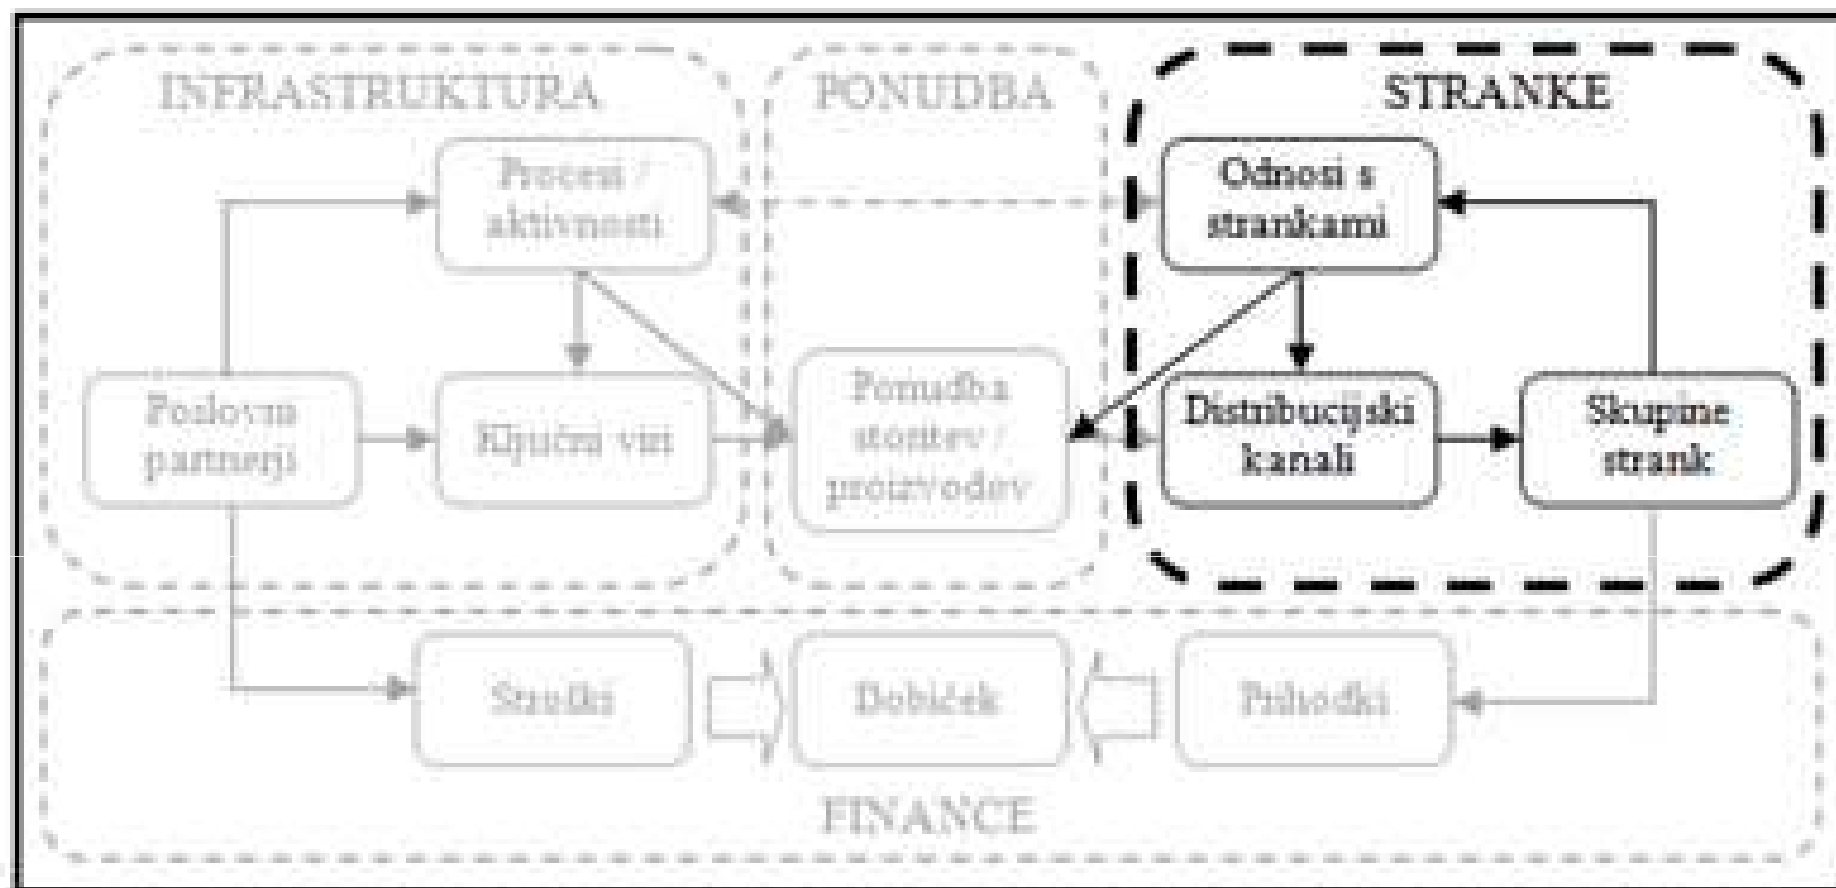 INFRASTRUKTURA
PONUDBA
STRANKE
Procesi /
aktivnosti
Odnosi s
strankami
Poslovni
partnerji
Ključni viri
Ponudba
storitev /
proizvodev
Distribucijski
kanali
Skupine
strank
Stroški
Dobiček
Prihodki
FINANCE